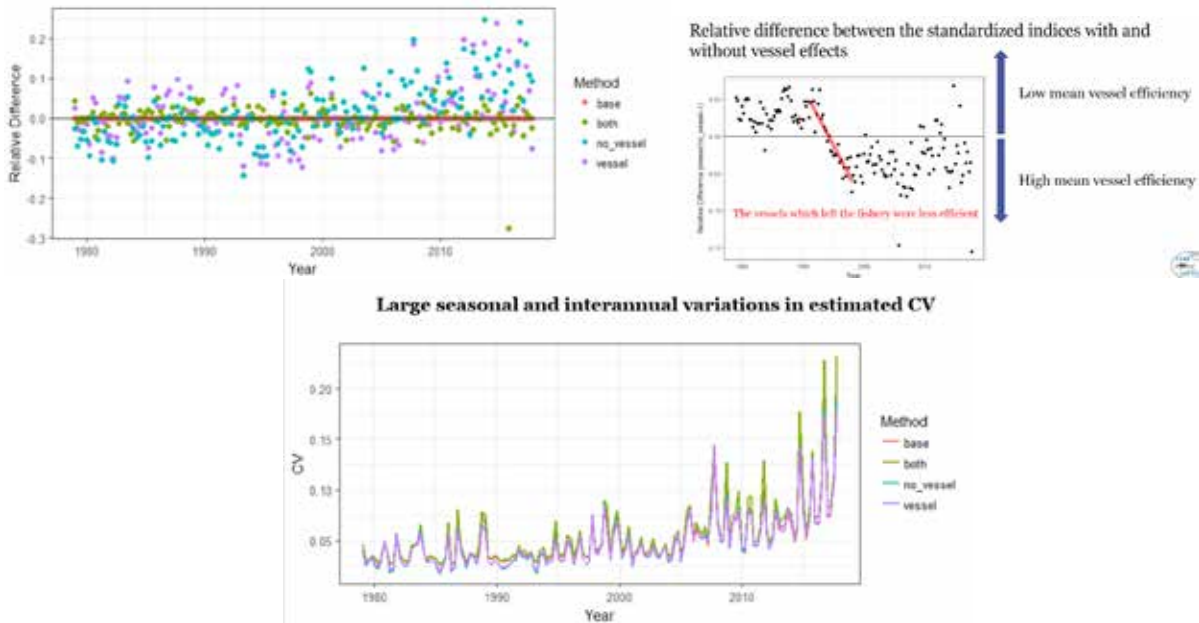 0.2
0.1
0.0
-0.1
-0.2
-0.3
Relative Difference
1980
1990
2000
2010
Year
Method
base
both
no_vessel
vessel
Relative difference between the standardized indices with and
without vessel effects
Low mean vessel efficiency
High mean vessel efficiency
The vessels which left the fishery were less efficient
Year
Large seasonal and interannual variations in estimated CV
0.20
0.15
0.13
0.05
CV
1980
1990
2000
2010
Year
Method
base
both
no_vessel
vessel